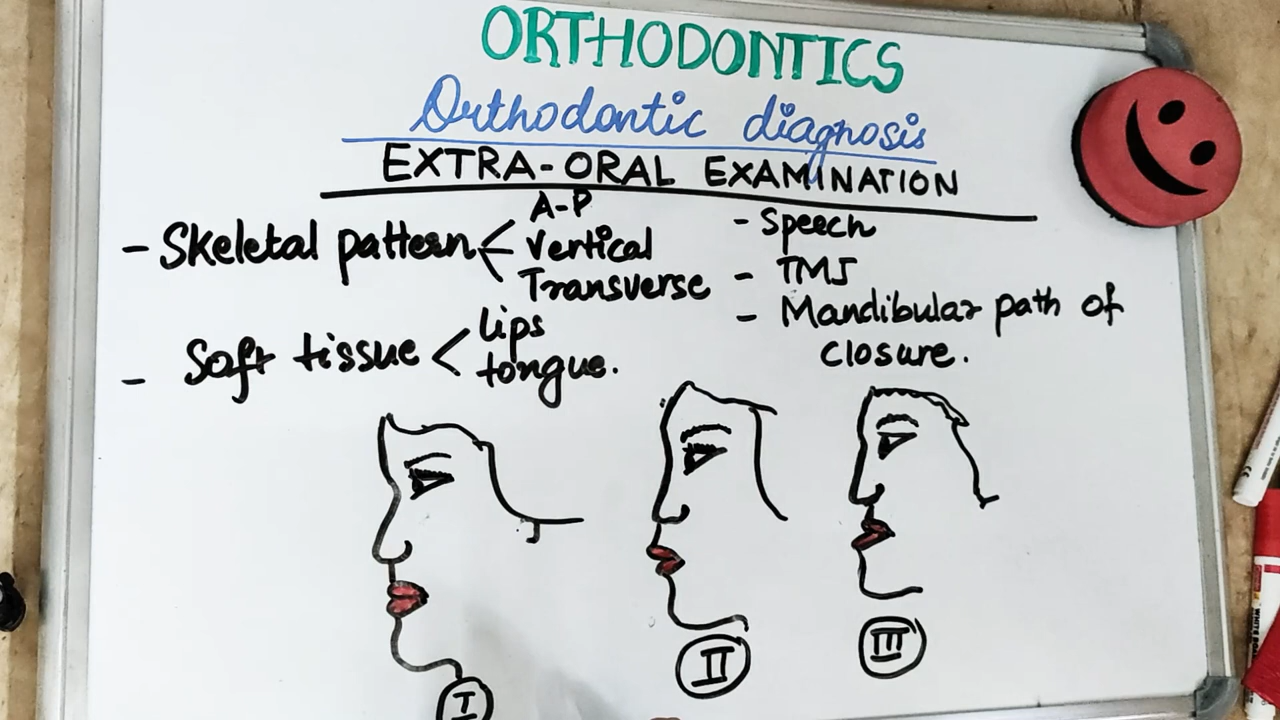 ORTHODONTICS
Orthodontic diagnosis
EXTRA-ORAL EXAMINATION
- Skeletal pattern < A-P
Vertical
Transverse
- Soft tissue < lips
tongue.
- Speech
- TMJ
- Mandibular path of
closure.
I
II
III